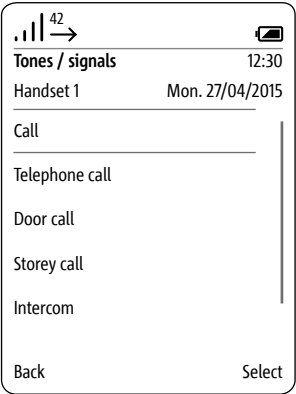 42
Tones / signals 12:30
Handset 1 Mon. 27/04/2015
Call
Telephone call
Door call
Storey call
Intercom
Back Select